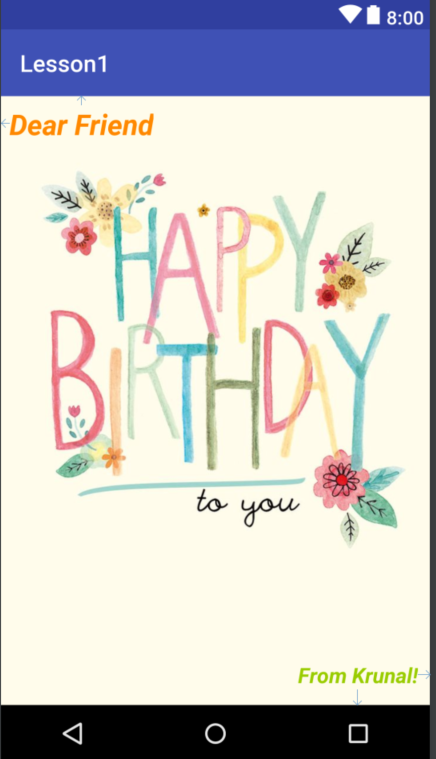 8:00
Lesson1
Dear Friend
HAPPY
BIRTHDAY
to you
From Krunal!